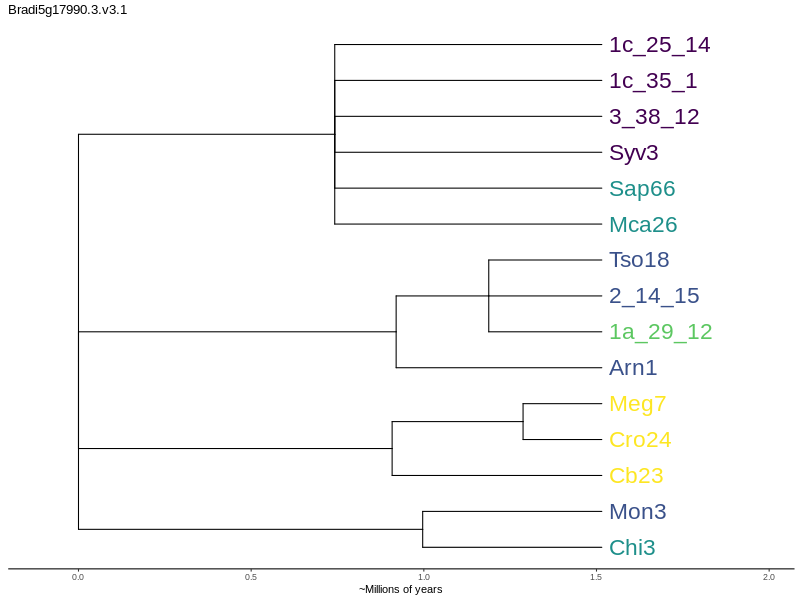 Bradi5g17990.3.v3.1
1c_25_14
1c_35_1
3_38_12
Syv3
Sap66
Mca26
Tso18
2_14_15
1a_29_12
Arn1
Meg7
Cro24
Cb23
Mon3
Chi3
0.0 0.5 1.0 1.5 2.0
~Millions of years